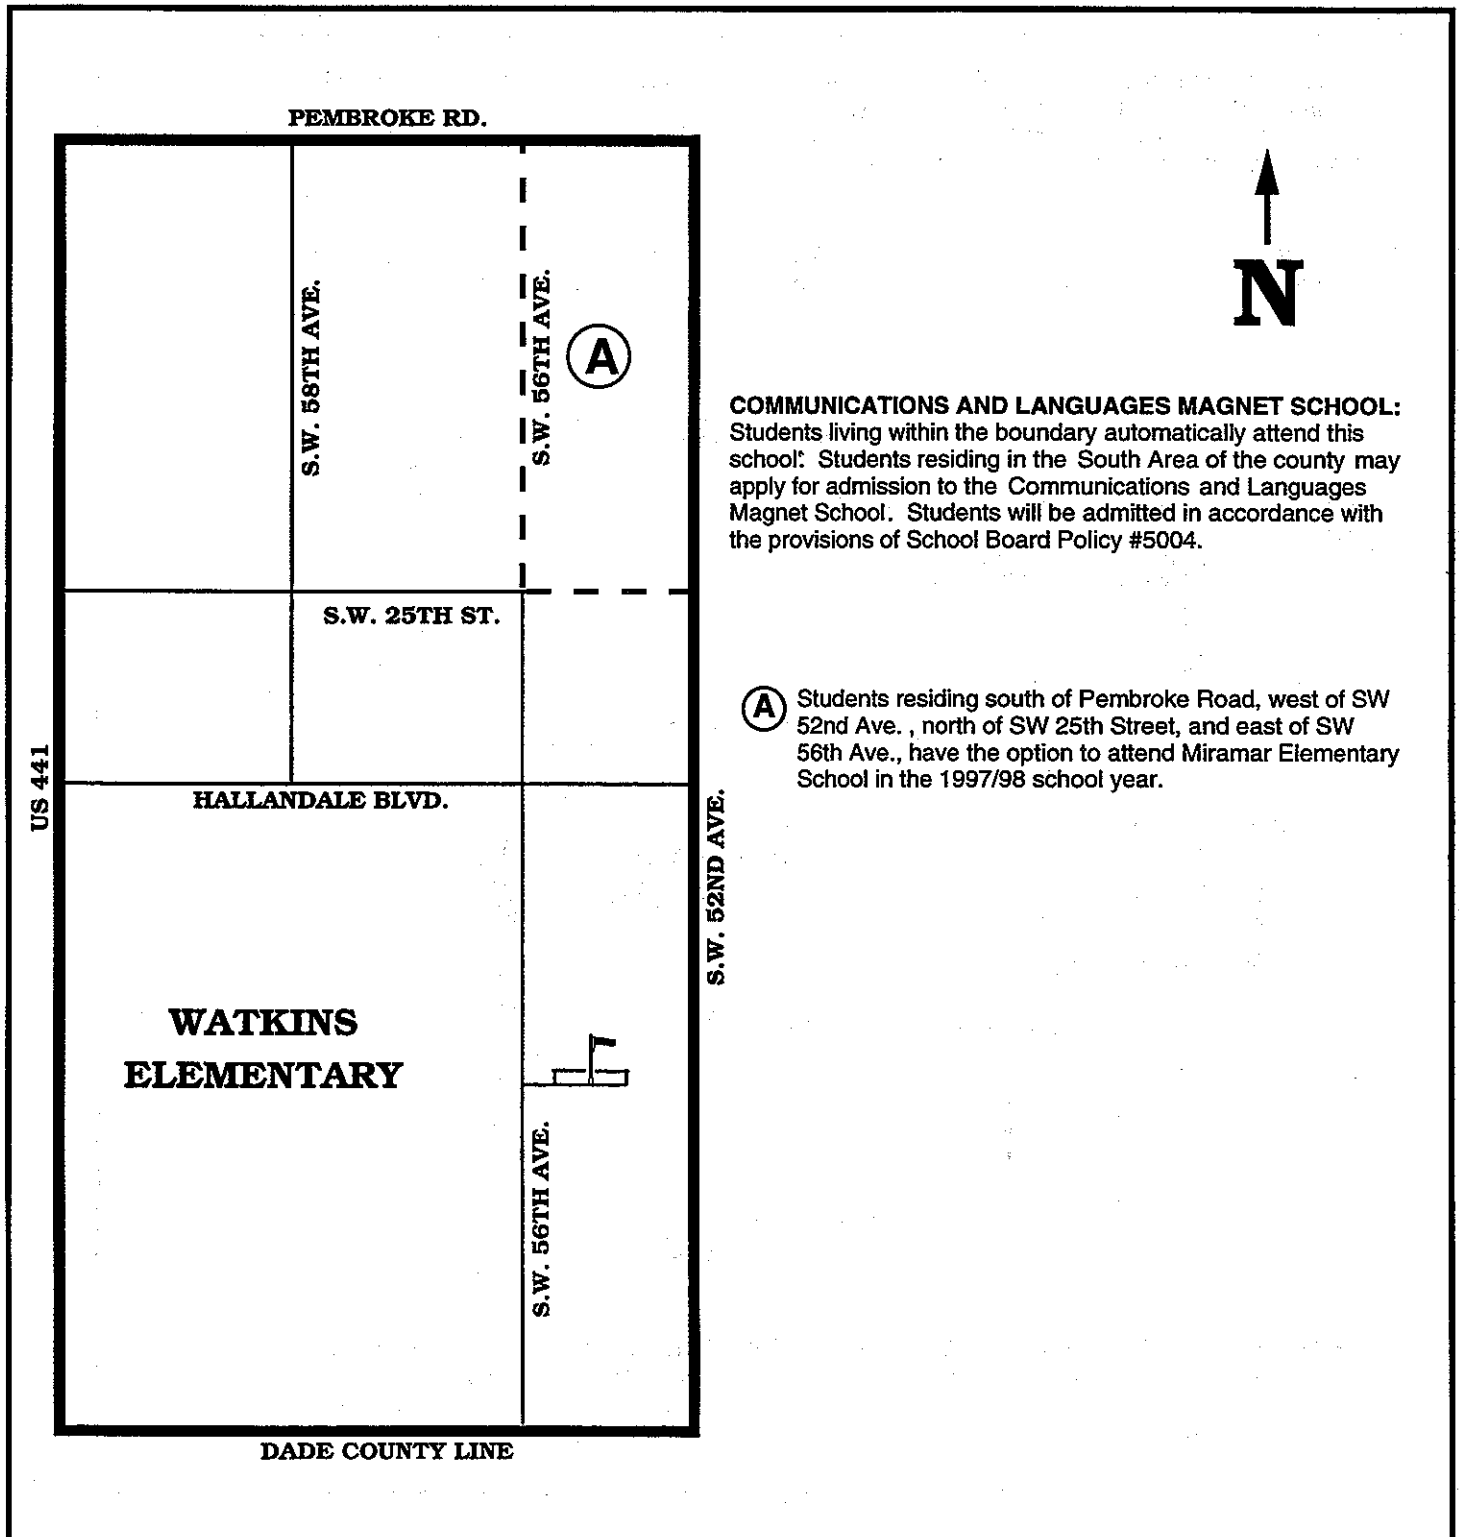 PEMBROKE RD.
S.W. 58TH AVE.
S.W. 56TH AVE.
A
N
COMMUNICATIONS AND LANGUAGES MAGNET SCHOOL:
Students living within the boundary automatically attend this
school: Students residing in the South Area of the county may
apply for admission to the Communications and Languages
Magnet School. Students will be admitted in accordance with
the provisions of School Board Policy #5004.
S.W. 25TH ST.
A Students residing south of Pembroke Road, west of SW
52nd Ave. , north of SW 25th Street, and east of SW
56th Ave., have the option to attend Miramar Elementary
School in the 1997/98 school year.
US 441
HALLANDALE BLVD.
S.W. 52ND AVE.
WATKINS
ELEMENTARY
S.W. 56TH AVE.
DADE COUNTY LINE